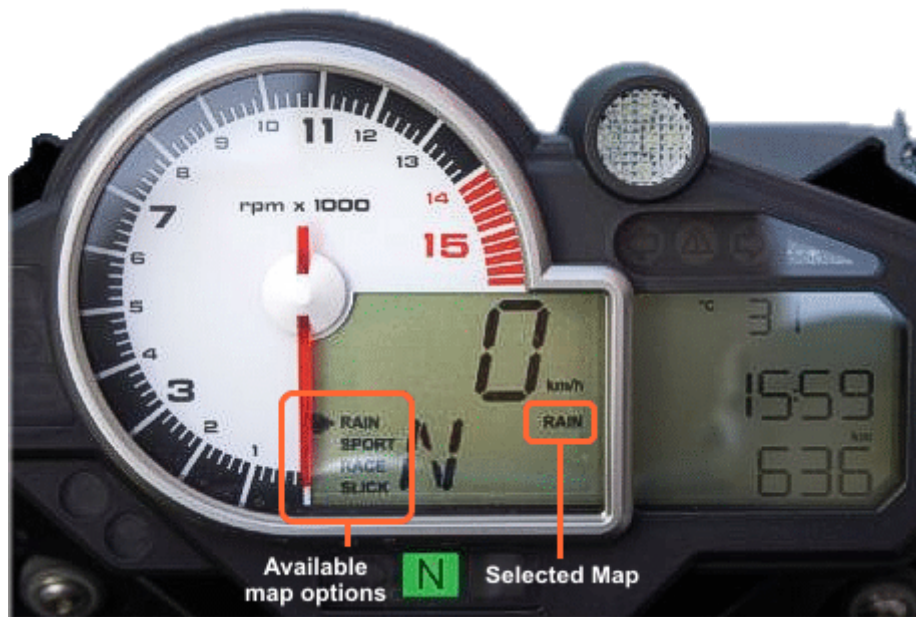 10
11
12
9
13
8
14
7
rpm x 1000
15
6
5
4
3
2
1
0
km/h
°C
31
15:59
km
636
RAIN
SPORT
RACE
SLICK
N
RAIN
Available
map options
N
Selected Map